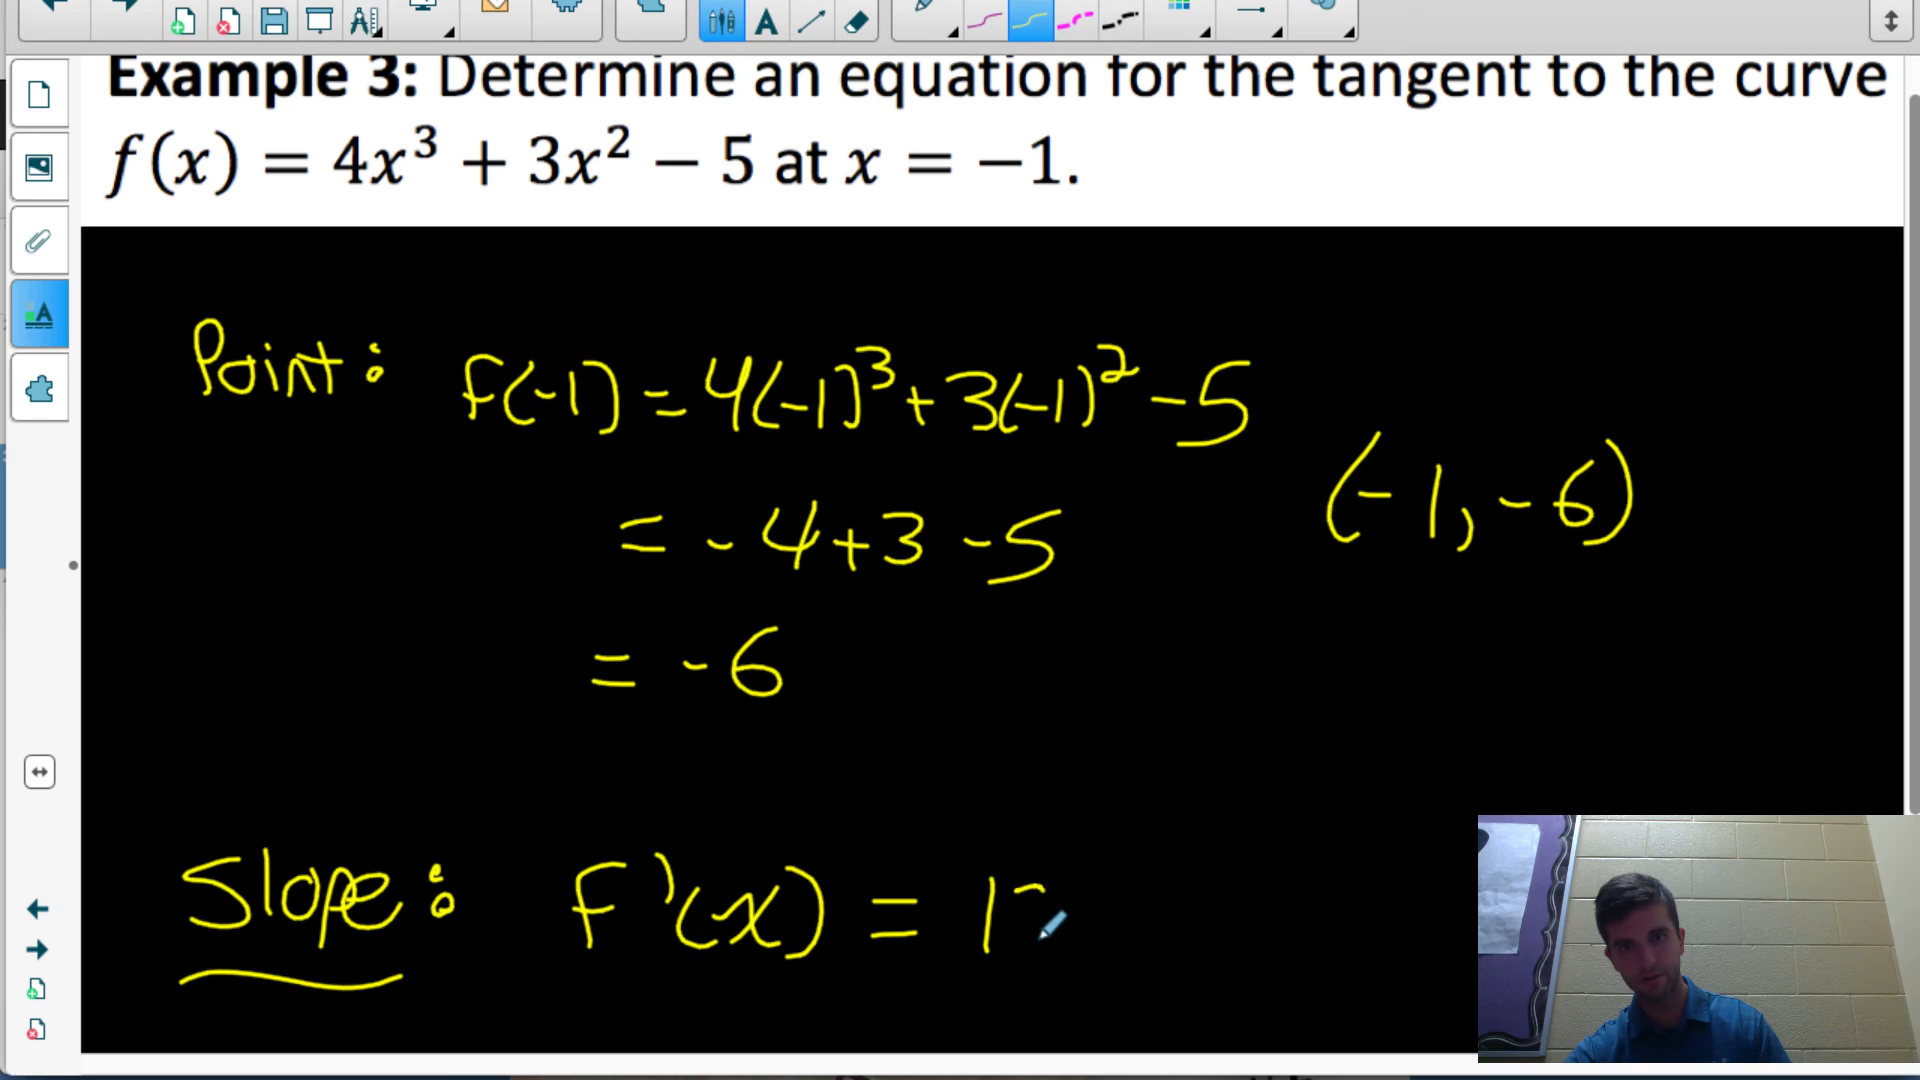 Example 3: Determine an equation for the tangent to the curve
f(x) = 4x³ + 3x² − 5 at x = −1.
Point: f(-1) = 4(-1)³ + 3(-1)² - 5
(-1, -6)
= -4 + 3 - 5
= -6
Slope: f'(x) = 1